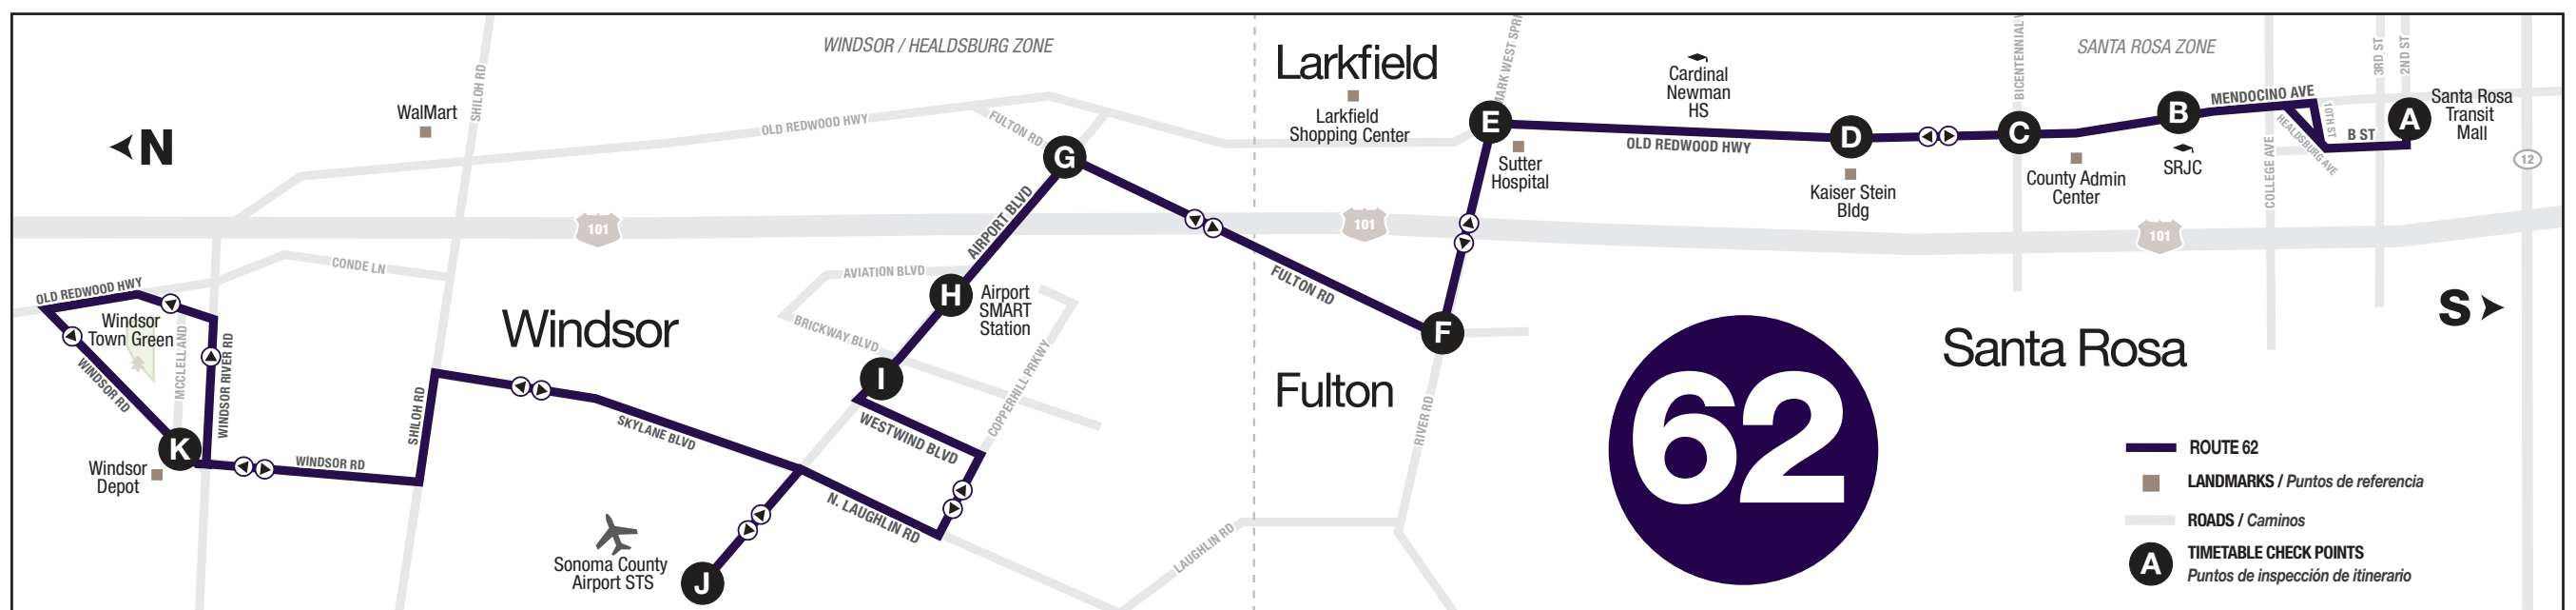 WINDSOR / HEALDSBURG ZONE
SANTA ROSA ZONE
N
S
WalMart
SHILOH RD
OLD REDWOOD HWY
FULTON RD
G
101
CONDE LN
OLD REDWOOD HWY
Windsor
Town Green
MCCLELLAND
WINDSOR RIVER RD
WINDSOR RD
K
Windsor
Depot
WINDSOR RD
SHILOH RD
Windsor
SKYLANE BLVD
Sonoma County
Airport STS
J
N. LAUGHLIN RD
WESTWIND BLVD
COPPERHILL PRKWY
BRICKWAY BLVD
AVIATION BLVD
I
H
Airport
SMART
Station
AIRPORT BLVD
FULTON RD
LAUGHLIN RD
Larkfield
Larkfield
Shopping Center
101
Fulton
F
RIVER RD
E
MARK WEST SPRI
Sutter
Hospital
Cardinal
Newman
HS
OLD REDWOOD HWY
D
Kaiser Stein
Bldg
C
BICENTENNIAL
County Admin
Center
B
SRJC
101
MENDOCINO AVE
COLLEGE AVE
HEALDSBURG AVE
10TH ST
B ST
3RD ST
2ND ST
A
Santa Rosa
Transit
Mall
12
Santa Rosa
62
ROUTE 62
LANDMARKS / Puntos de referencia
ROADS / Caminos
A
TIMETABLE CHECK POINTS
Puntos de inspección de itinerario